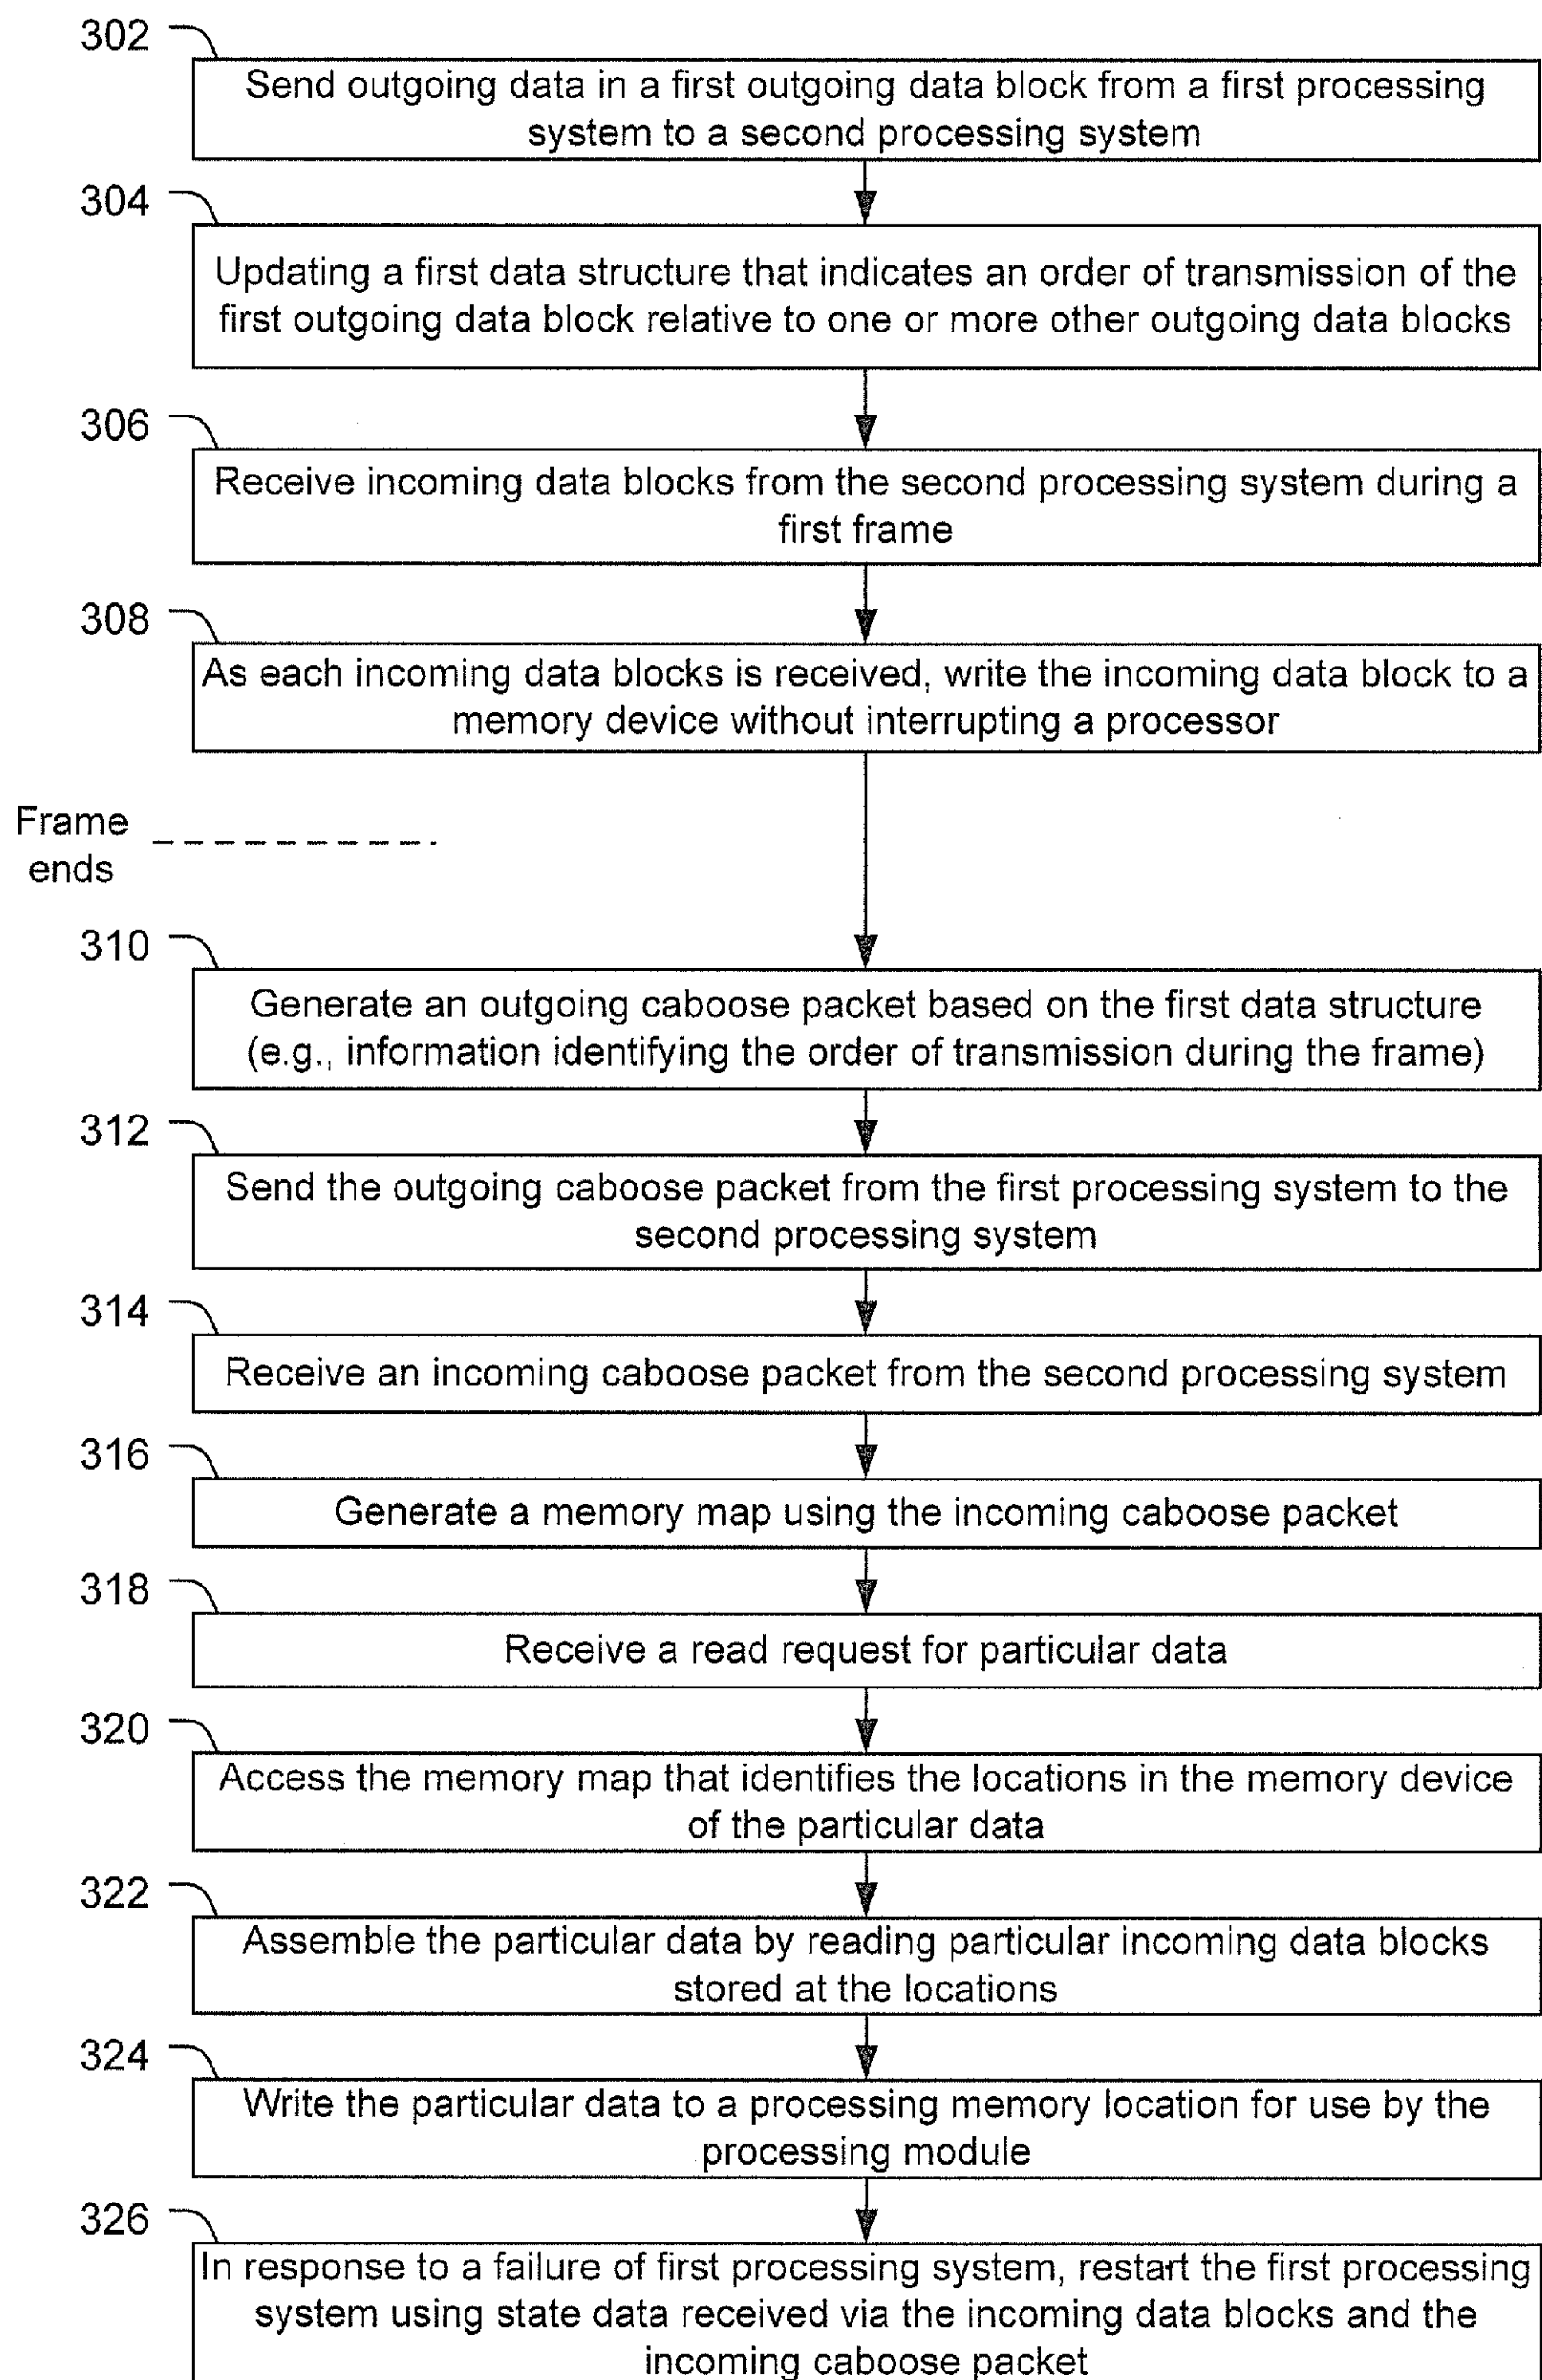 302
Send outgoing data in a first outgoing data block from a first processing
system to a second processing system
304
Updating a first data structure that indicates an order of transmission of the
first outgoing data block relative to one or more other outgoing data blocks
306
Receive incoming data blocks from the second processing system during a
first frame
308
As each incoming data blocks is received, write the incoming data block to a
memory device without interrupting a processor
Frame
ends
310
Generate an outgoing caboose packet based on the first data structure
(e.g., information identifying the order of transmission during the frame)
312
Send the outgoing caboose packet from the first processing system to the
second processing system
314
Receive an incoming caboose packet from the second processing system
316
Generate a memory map using the incoming caboose packet
318
Receive a read request for particular data
320
Access the memory map that identifies the locations in the memory device
of the particular data
322
Assemble the particular data by reading particular incoming data blocks
stored at the locations
324
Write the particular data to a processing memory location for use by the
processing module
326
In response to a failure of first processing system, restart the first processing
system using state data received via the incoming data blocks and the
incoming caboose packet